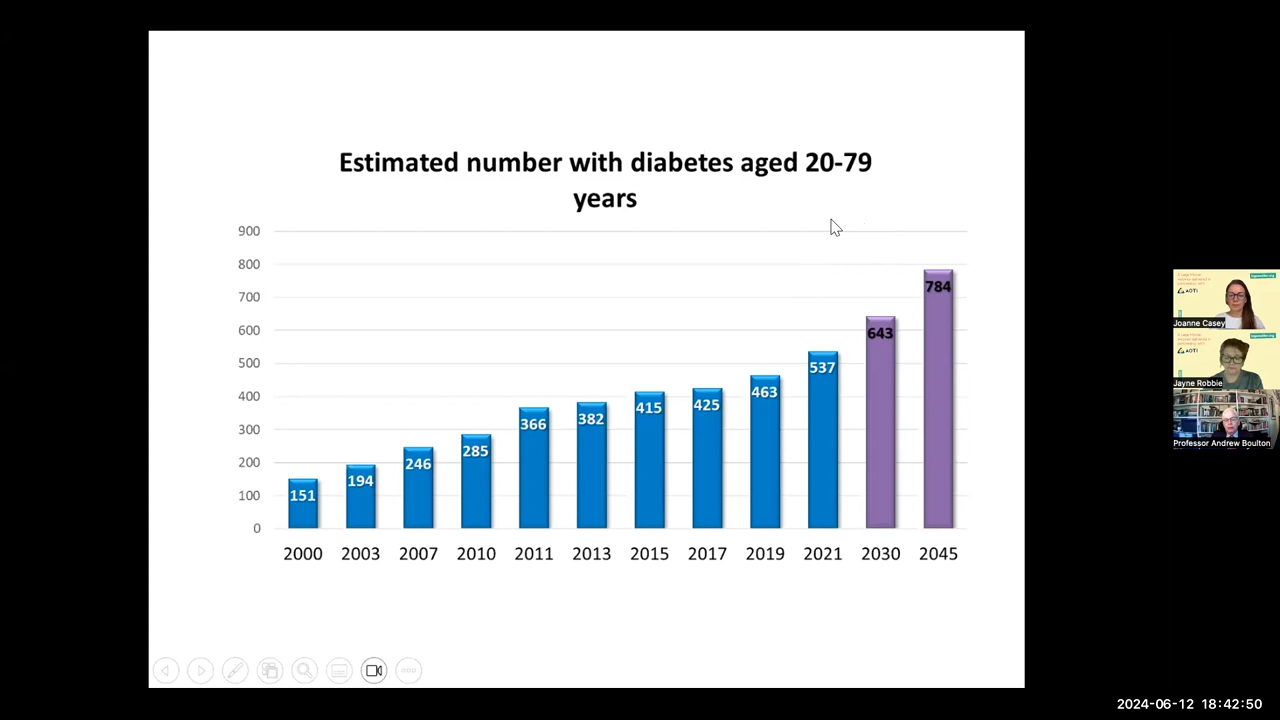 Estimated number with diabetes aged 20-79
years
900
800
700
600
500
400
300
200
100
0
151
194
246
285
366
382
415
425
463
537
643
784
2000 2003 2007 2010 2011 2013 2015 2017 2019 2021 2030 2045
AOTI
Joanne Casey
AOTI
Jayne Robbie
Professor Andrew Boulton
2024-06-12 18:42:50